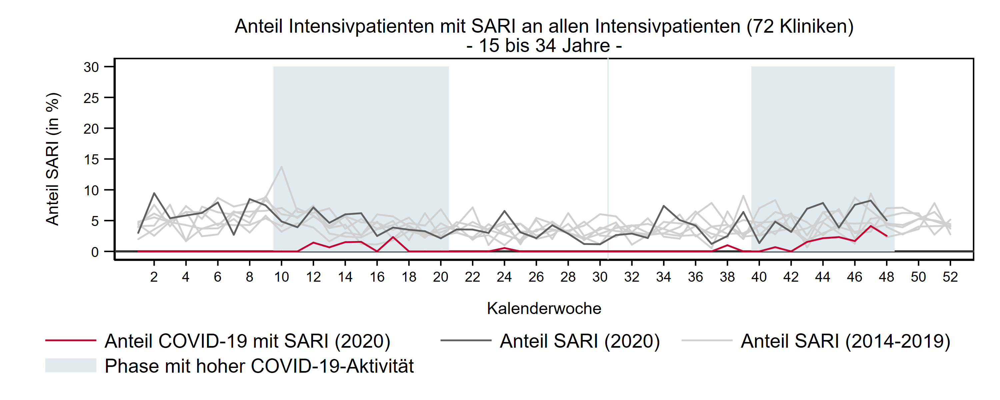 Anteil Intensivpatienten mit SARI an allen Intensivpatienten (72 Kliniken)
- 15 bis 34 Jahre -
Anteil SARI (in %)
30
25
20
15
10
5
0
2 4 6 8 10 12 14 16 18 20 22 24 26 28 30 32 34 36 38 40 42 44 46 48 50 52
Kalenderwoche
Anteil COVID-19 mit SARI (2020) Anteil SARI (2020) Anteil SARI (2014-2019)
Phase mit hoher COVID-19-Aktivität